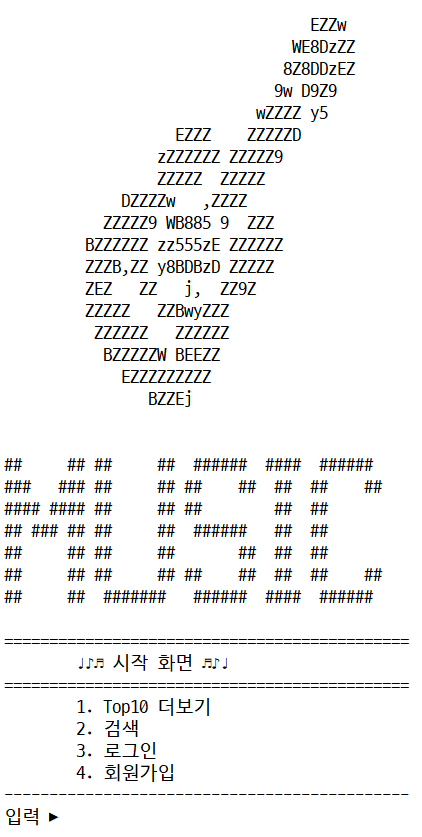 EZZw
                                WE8DzZZ
                               8Z8DDzEZ
                              9w D9Z9
                            wZZZZ y5
                   EZZZ    ZZZZZD
                 zZZZZZZ ZZZZZ9
                 ZZZZZ  ZZZZZ
             DZZZZw   ,ZZZZ
           ZZZZZ9 WB885 9  ZZZ
         BZZZZZZ zz555zE ZZZZZZ
         ZZZB,ZZ y8BDBzD ZZZZZ
         ZEZ   ZZ   j,  ZZ9Z
         ZZZZZ   ZZBwyZZZ
          ZZZZZZ   ZZZZZZ
           BZZZZZW BEEZZ
             EZZZZZZZZZ
                BZZEj
##     ## ##     ##  ######  ####  ######
###   ### ##     ## ##    ##  ##  ##    ##
#### #### ##     ## ##        ##  ##
## ### ## ##     ##  ######   ##  ##
##     ## ##     ##       ##  ##  ##
##     ## ##     ## ##    ##  ##  ##    ##
##     ##  #######   ######  ####  ######
=============================================
♩♪♬ 시작 화면 ♬♪♩
=============================================
1. Top10 더보기
2. 검색
3. 로그인
4. 회원가입
---------------------------------------------
입력 ▶